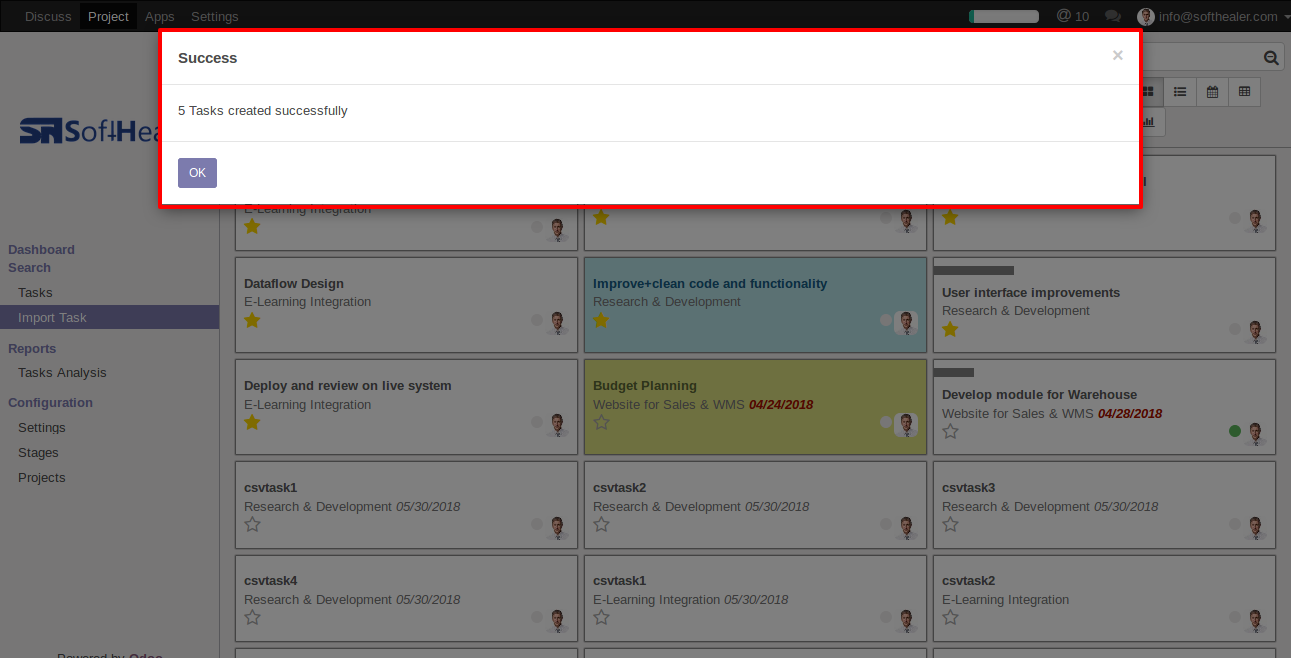 Discuss Project Apps Settings @ 10 info@softhealer.com
Success ×
5 Tasks created successfully
OK
SH SoftHea
Dashboard
Search
Tasks
Import Task
Reports
Tasks Analysis
Configuration
Settings
Stages
Projects
Powered by Odoo
E-Learning Integration
Dataflow Design
E-Learning Integration
Improve+clean code and functionality
Research & Development
User interface improvements
Research & Development
Deploy and review on live system
E-Learning Integration
Budget Planning
Website for Sales & WMS 04/24/2018
Develop module for Warehouse
Website for Sales & WMS 04/28/2018
csvtask1
Research & Development 05/30/2018
csvtask2
Research & Development 05/30/2018
csvtask3
Research & Development 05/30/2018
csvtask4
Research & Development 05/30/2018
csvtask1
E-Learning Integration 05/30/2018
csvtask2
E-Learning Integration